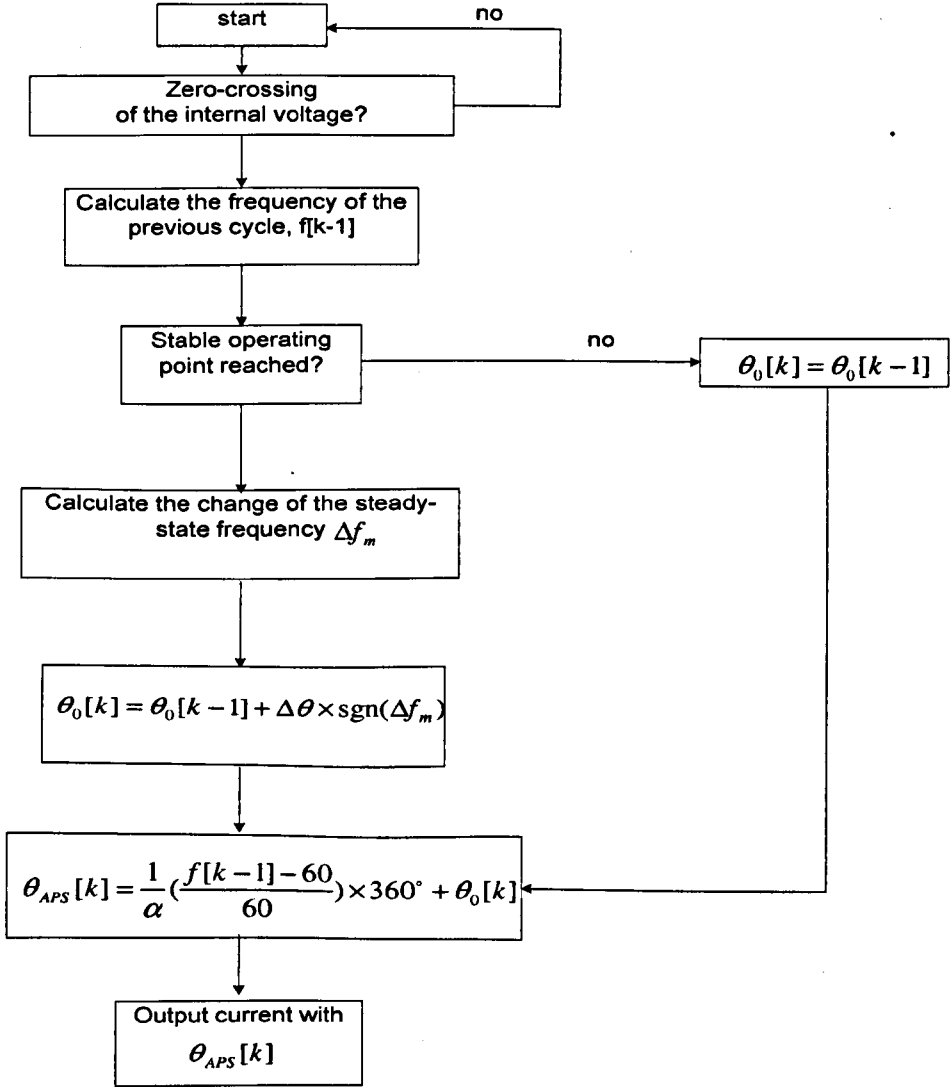 start
no
Zero-crossing
of the internal voltage?
Calculate the frequency of the
previous cycle, f[k-1]
Stable operating
point reached?
no
θ₀[k] = θ₀[k − 1]
Calculate the change of the steady-
state frequency Δfₘ
θ₀[k] = θ₀[k − 1] + Δθ × sgn(Δfₘ)
θ_APS[k] = 1/α (f[k − 1] − 60 / 60) × 360° + θ₀[k]
Output current with
θ_APS[k]